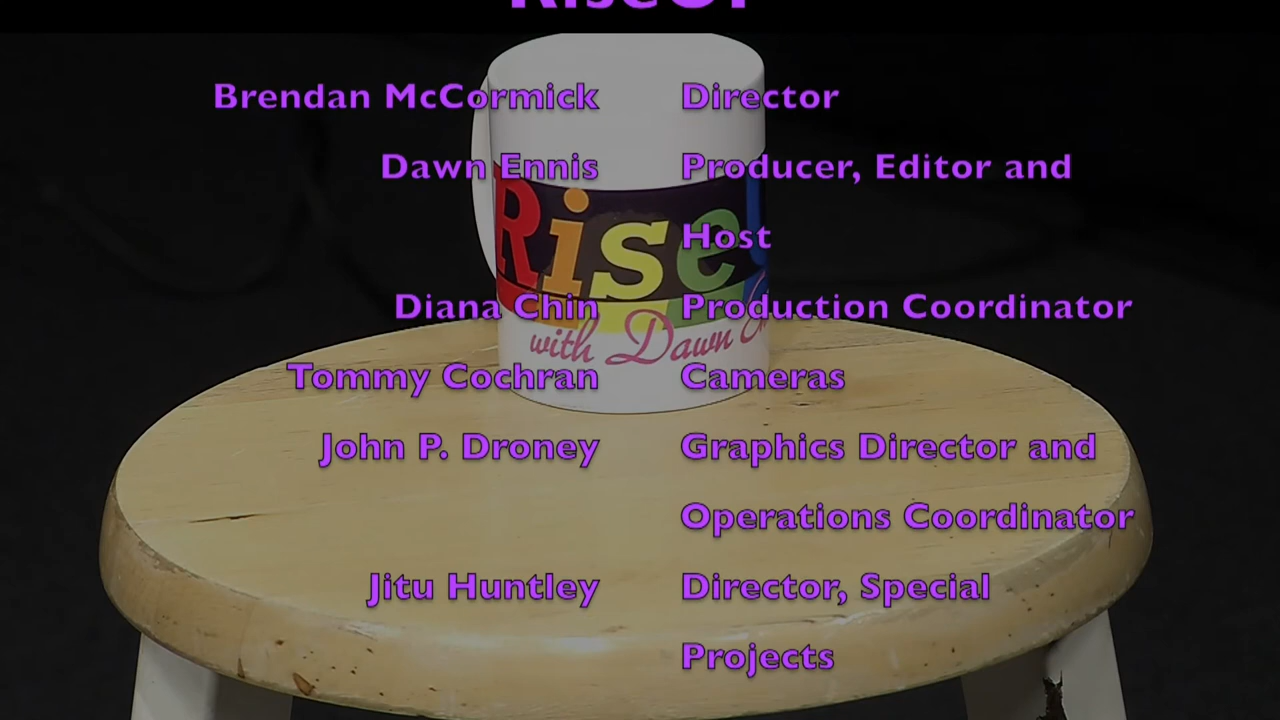 Brendan McCormick Director
Dawn Ennis Producer, Editor and
Host
Diana Chin Production Coordinator
Tommy Cochran Cameras
John P. Droney Graphics Director and
Operations Coordinator
Jitu Huntley Director, Special
Projects
Rise
with Dawn